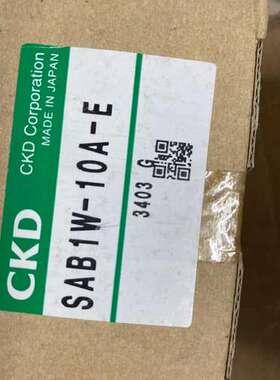 CKD
CKD Corporation
MADE IN JAPAN
SAB1W-10A-E
3403 G